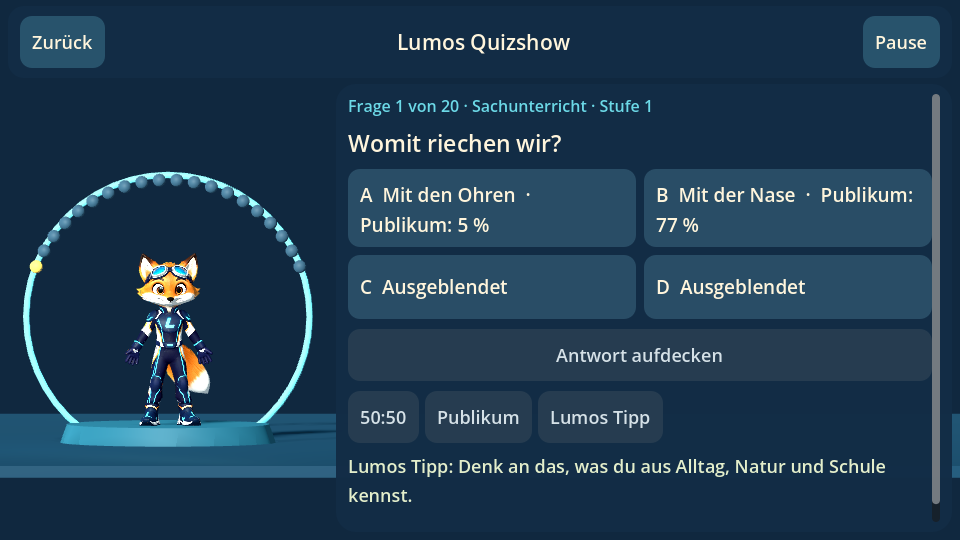 Zurück
Lumos Quizshow
Pause
Frage 1 von 20 · Sachunterricht · Stufe 1
Womit riechen wir?
A Mit den Ohren ·
Publikum: 5 %
B Mit der Nase · Publikum:
77 %
C Ausgeblendet
D Ausgeblendet
Antwort aufdecken
50:50
Publikum
Lumos Tipp
Lumos Tipp: Denk an das, was du aus Alltag, Natur und Schule
kennst.
L